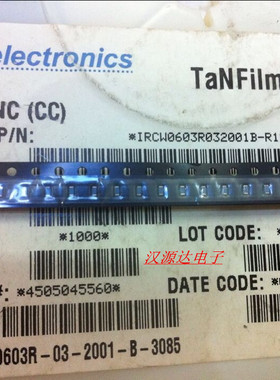 electronics
TaNFilm
NC (CC)
P/N:
*IRCW0603R032001B-R1
*1000*
LOT CODE:
汉源达电子
*4505045560*
DATE CODE:
0603R-03-2001-B-3085